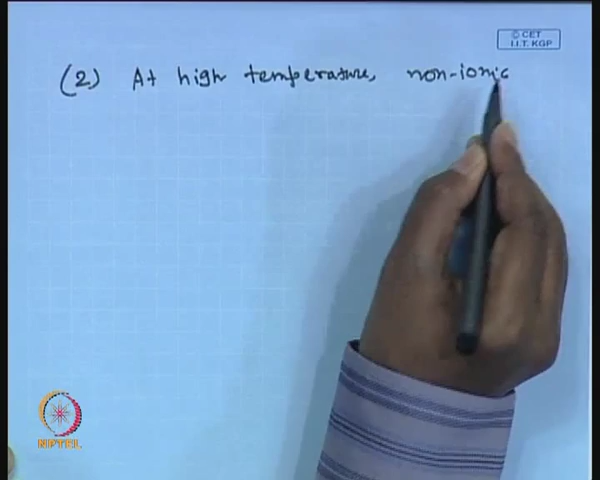 © CET
I.I.T. KGP
(2) At high temperature, non-ionic
NPTEL